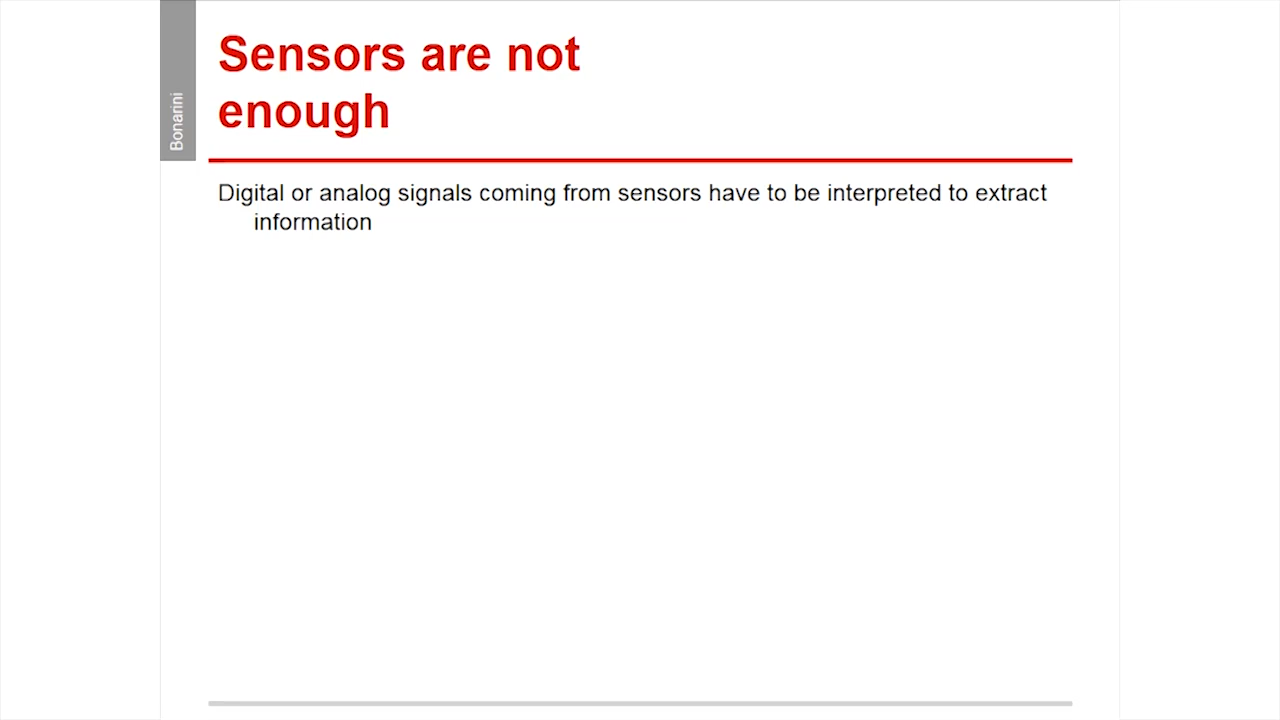 Bonarini
Sensors are not
enough
Digital or analog signals coming from sensors have to be interpreted to extract
information